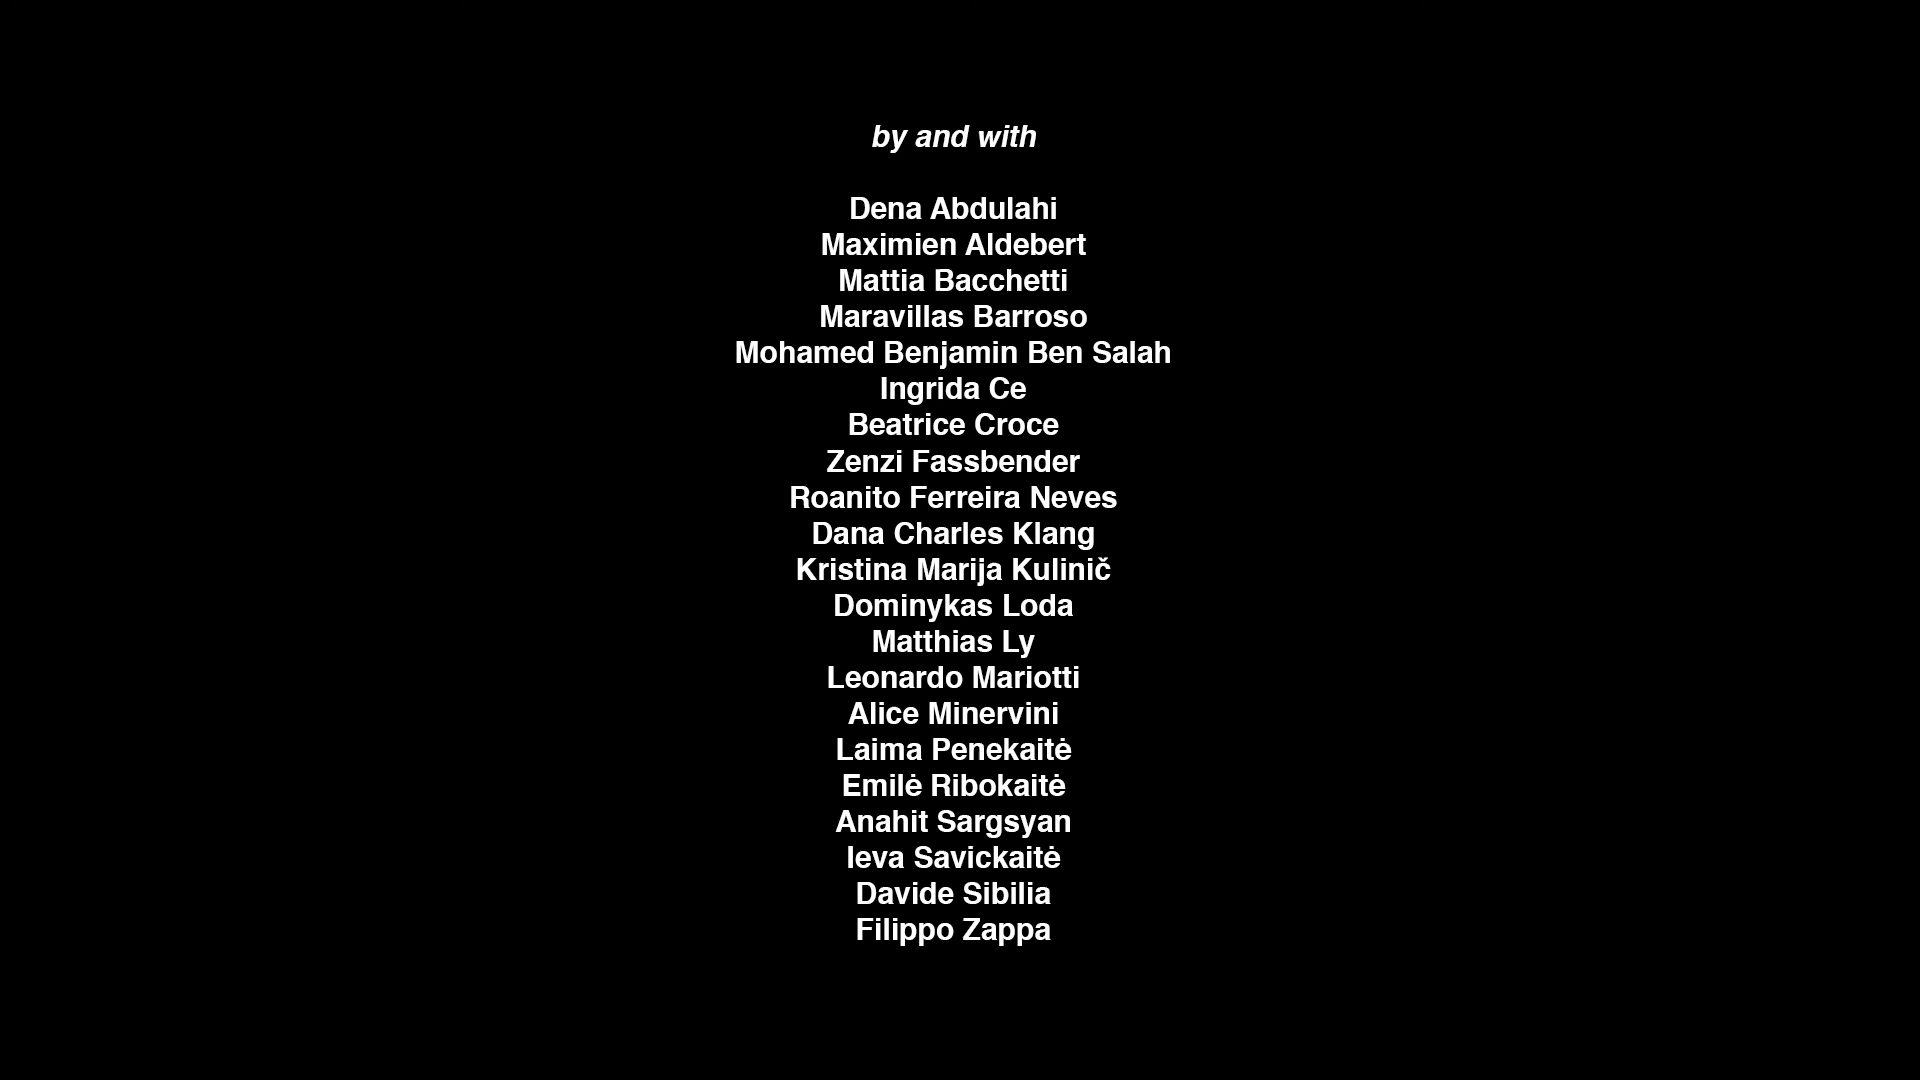 by and with
Dena Abdulahi
Maximien Aldebert
Mattia Bacchetti
Maravillas Barroso
Mohamed Benjamin Ben Salah
Ingrida Ce
Beatrice Croce
Zenzi Fassbender
Roanito Ferreira Neves
Dana Charles Klang
Kristina Marija Kulinič
Dominykas Loda
Matthias Ly
Leonardo Mariotti
Alice Minervini
Laima Penekaitė
Emilė Ribokaitė
Anahit Sargsyan
Ieva Savickaitė
Davide Sibilia
Filippo Zappa